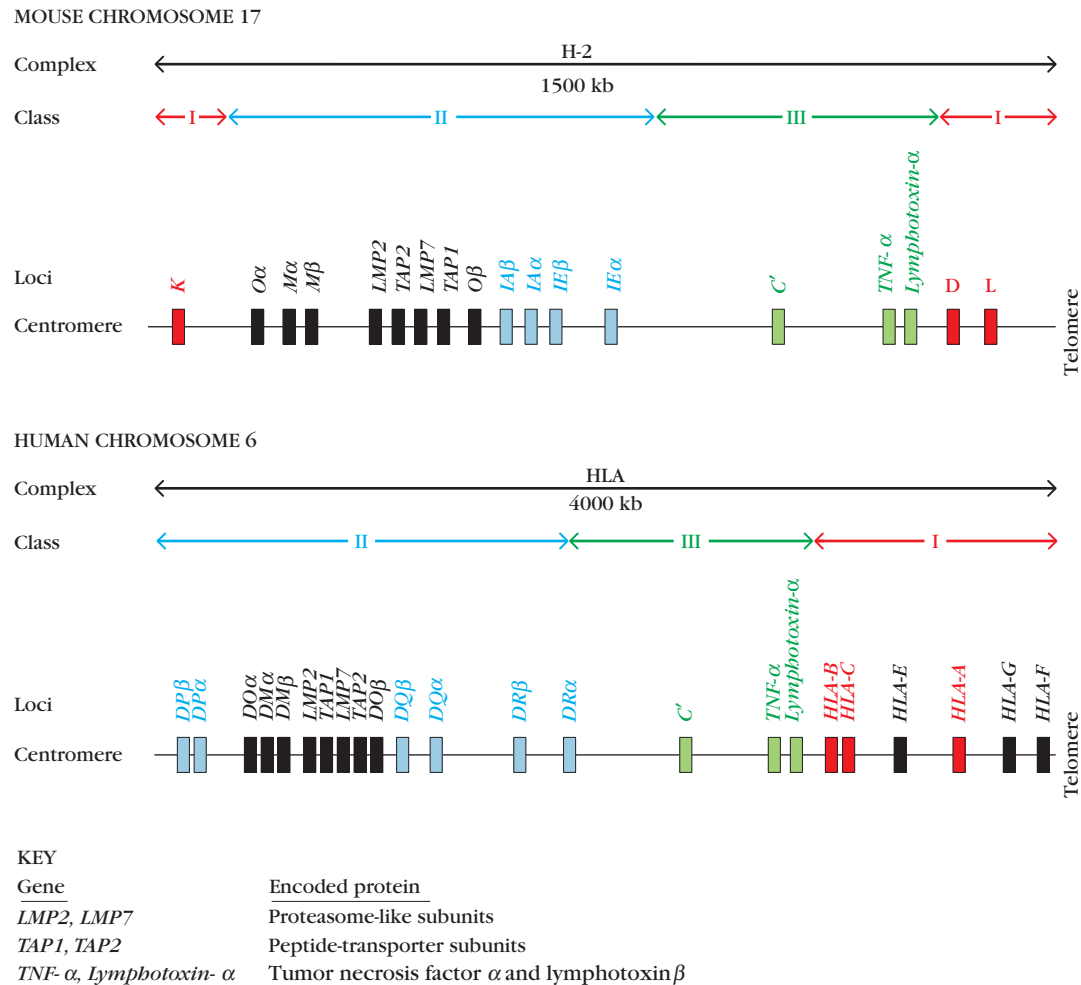 MOUSE CHROMOSOME 17
Complex
H-2
1500 kb
Class
I
II
III
I
Loci
K
Oα
Mα
Mβ
LMP2
TAP2
LMP7
TAP1
Oβ
IAβ
IAα
IEβ
IEα
C′
TNF- α
Lymphotoxin-α
D
L
Centromere
Telomere
HUMAN CHROMOSOME 6
Complex
HLA
4000 kb
Class
II
III
I
Loci
DPβ
DPα
DOα
DMα
DMβ
LMP2
TAP1
LMP7
TAP2
DOβ
DQβ
DQα
DRβ
DRα
C′
TNF-α
Lymphotoxin-α
HLA-B
HLA-C
HLA-E
HLA-A
HLA-G
HLA-F
Centromere
Telomere
KEY
Gene Encoded protein
LMP2, LMP7 Proteasome-like subunits
TAP1, TAP2 Peptide-transporter subunits
TNF- α, Lymphotoxin- α Tumor necrosis factor α and lymphotoxin β